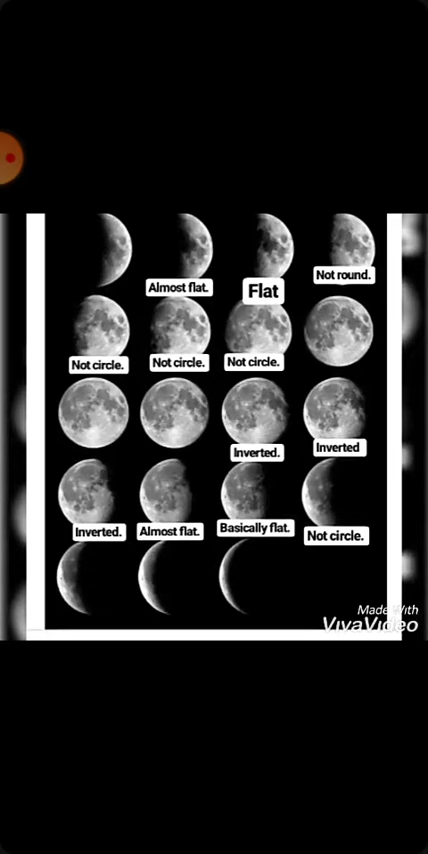 Almost flat.
Flat
Not round.
Not circle.
Not circle.
Not circle.
Inverted.
Inverted
Inverted.
Almost flat.
Basically flat.
Not circle.
Made With
VivaVideo